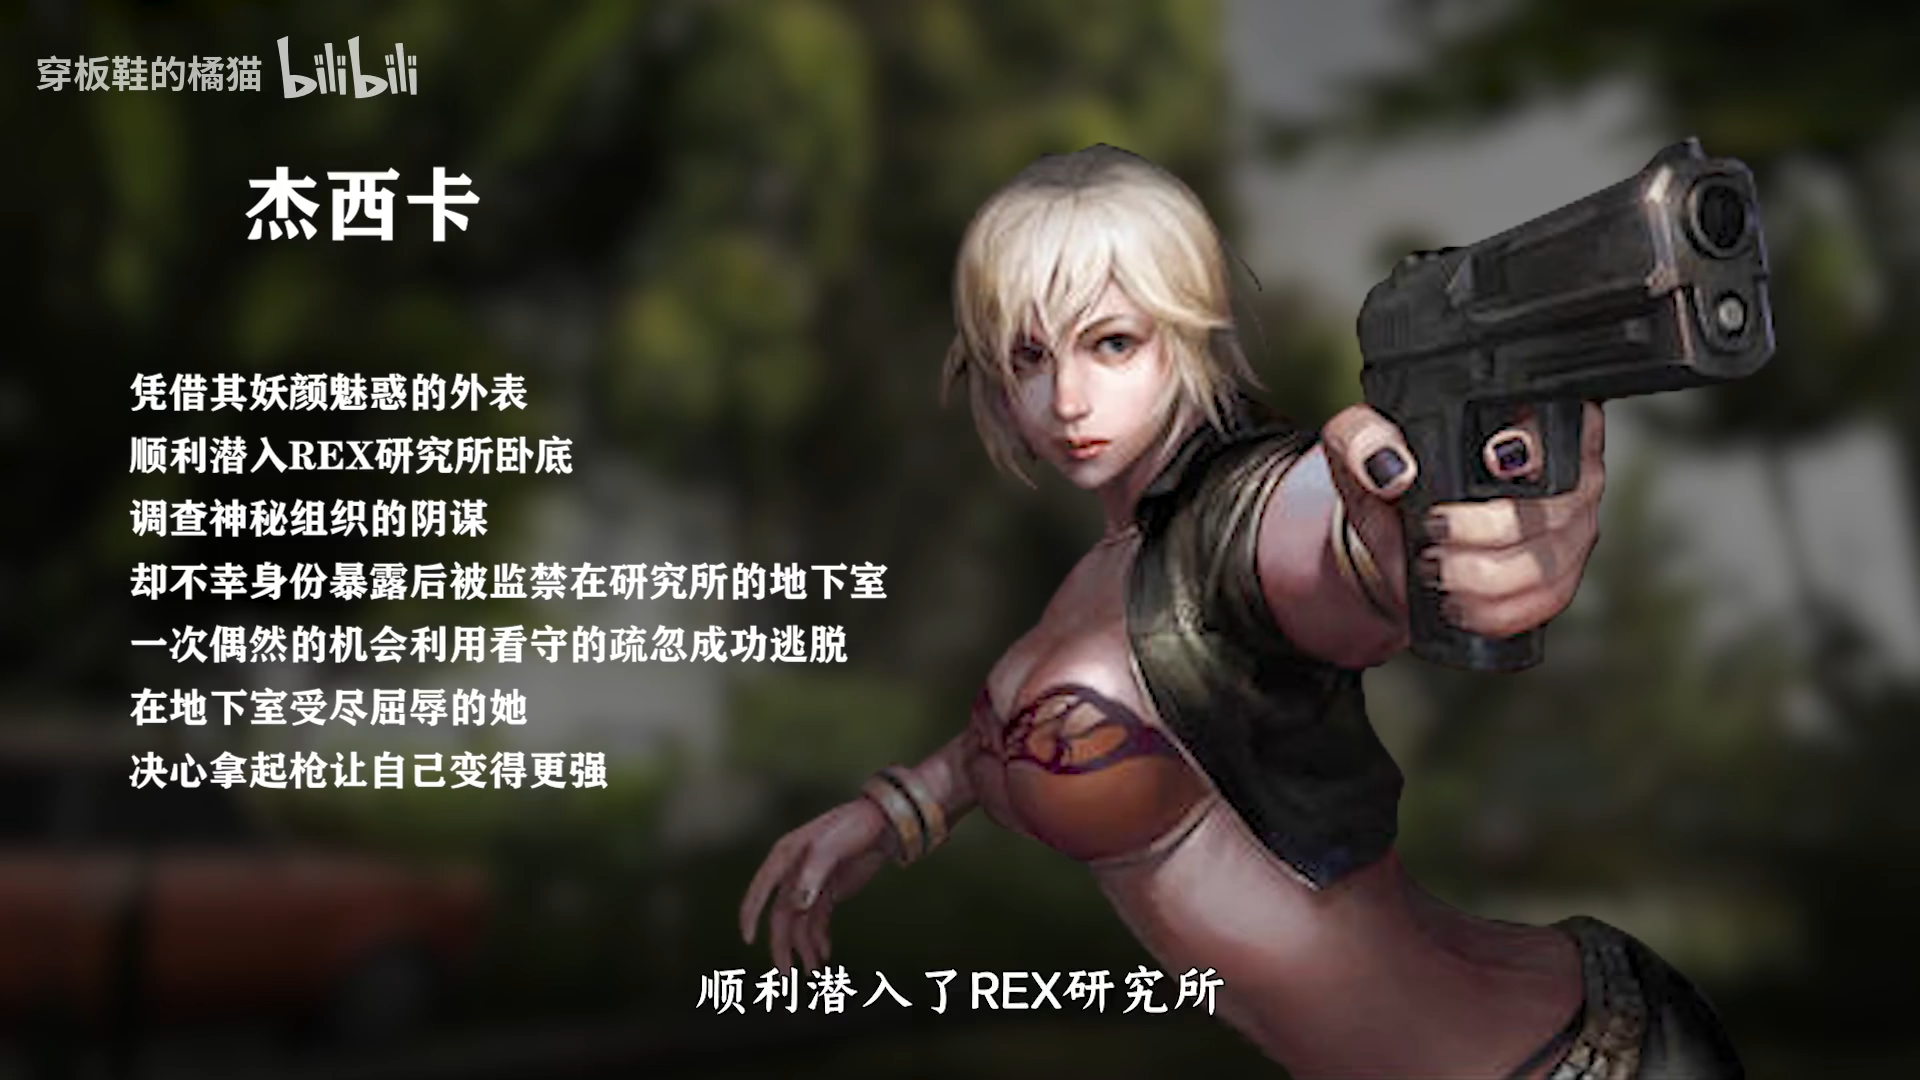 穿板鞋的橘猫 bilibili
杰西卡
凭借其妖颜魅惑的外表
顺利潜入REX研究所卧底
调查神秘组织的阴谋
却不幸身份暴露后被监禁在研究所的地下室
一次偶然的机会利用看守的疏忽成功逃脱
在地下室受尽屈辱的她
决心拿起枪让自己变得更强
顺利潜入了REX研究所